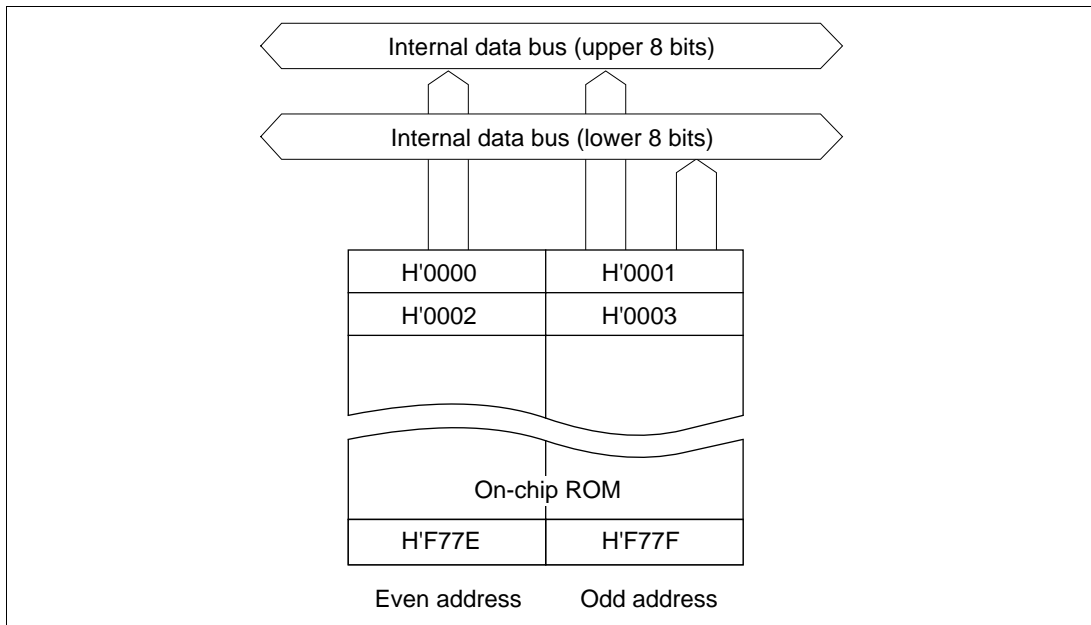 Internal data bus (upper 8 bits)
Internal data bus (lower 8 bits)
H'0000 H'0001
H'0002 H'0003
On-chip ROM
H'F77E H'F77F
Even address Odd address